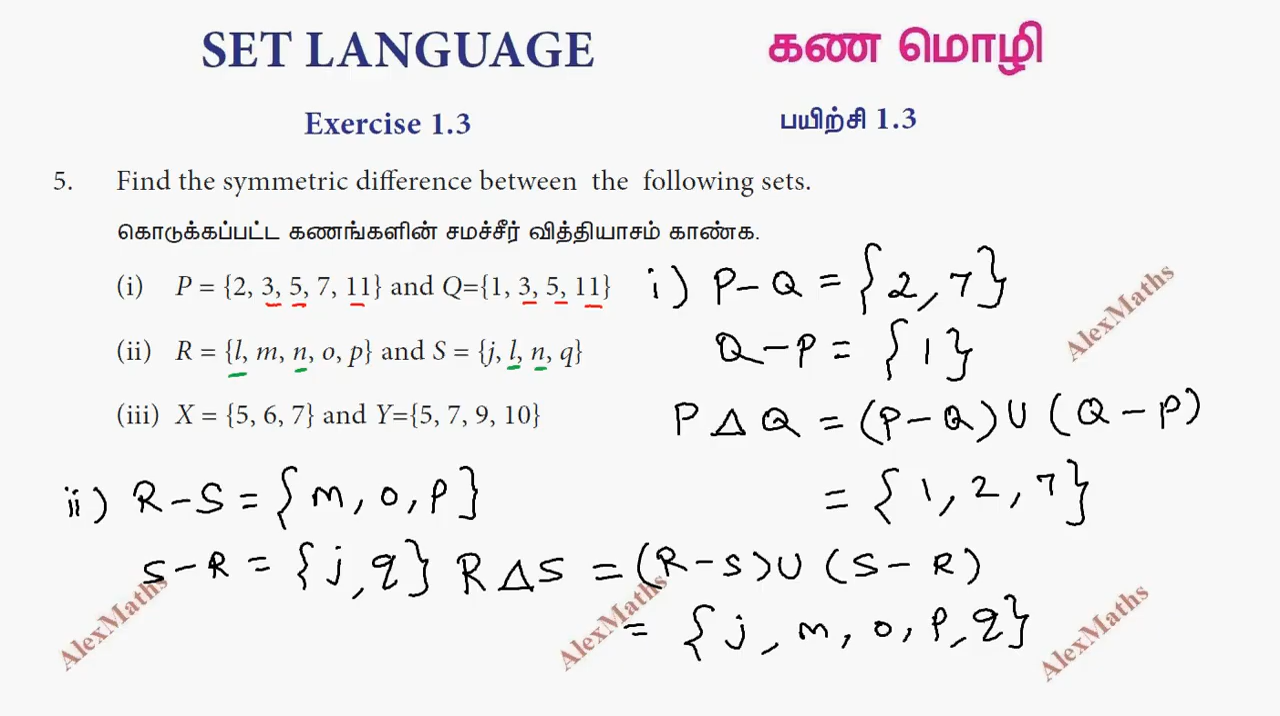 SET LANGUAGE
கண மொழி
Exercise 1.3
பயிற்சி 1.3
5. Find the symmetric difference between the following sets.
கொடுக்கப்பட்ட கணங்களின் சமச்சீர் வித்தியாசம் காண்க.
(i) P = {2, 3, 5, 7, 11} and Q={1, 3, 5, 11}
(ii) R = {l, m, n, o, p} and S = {j, l, n, q}
(iii) X = {5, 6, 7} and Y={5, 7, 9, 10}
i) P - Q = {2, 7}
Q - P = {1}
P Δ Q = (P - Q) ∪ (Q - P)
= {1, 2, 7}
ii) R - S = {m, o, p}
S - R = {j, q}
R Δ S = (R - S) ∪ (S - R)
= {j, m, o, p, q}
AlexMaths
AlexMaths
AlexMaths
AlexMaths